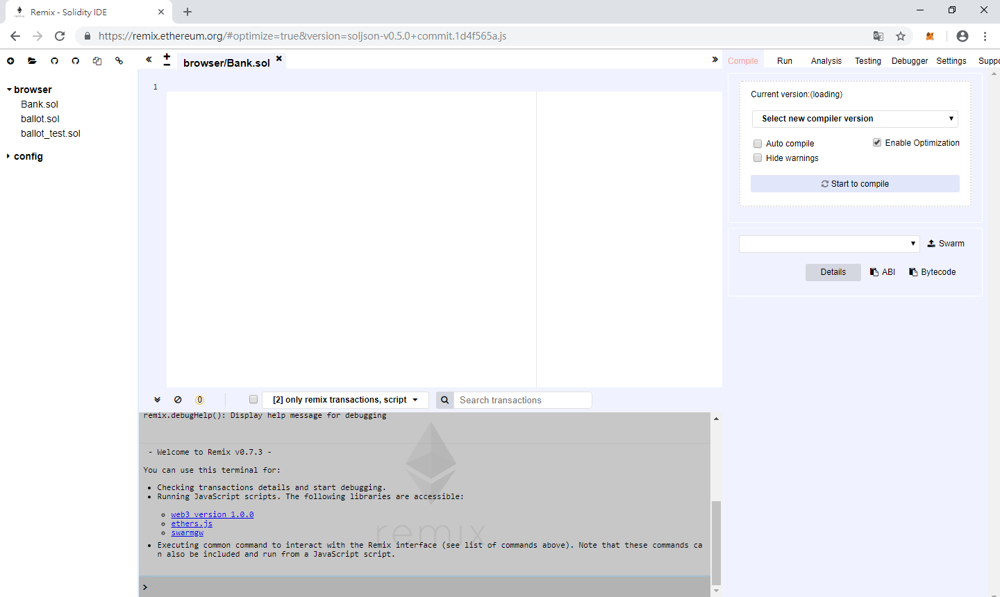 Remix - Solidity IDE
https://remix.ethereum.org/#optimize=true&version=soljson-v0.5.0+commit.1d4f565a.js
browser
Bank.sol
ballot.sol
ballot_test.sol
config
browser/Bank.sol
1
Compile Run Analysis Testing Debugger Settings Suppo
Current version:(loading)
Select new compiler version
Auto compile Enable Optimization
Hide warnings
Start to compile
Swarm
Details ABI Bytecode
0 [2] only remix transactions, script Search transactions
remix.debugHelp(): Display help message for debugging
- Welcome to Remix v0.7.3 -
You can use this terminal for:
• Checking transactions details and start debugging.
• Running JavaScript scripts. The following libraries are accessible:
web3 version 1.0.0
ethers.js
swarmgw
remix
• Executing common command to interact with the Remix interface (see list of commands above). Note that these commands ca
n also be included and run from a JavaScript script.
>